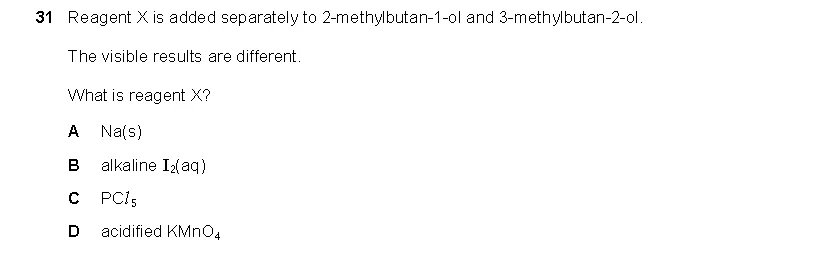 31 Reagent X is added separately to 2-methylbutan-1-ol and 3-methylbutan-2-ol.
The visible results are different.
What is reagent X?
A Na(s)
B alkaline I₂(aq)
C PCl₅
D acidified KMnO₄